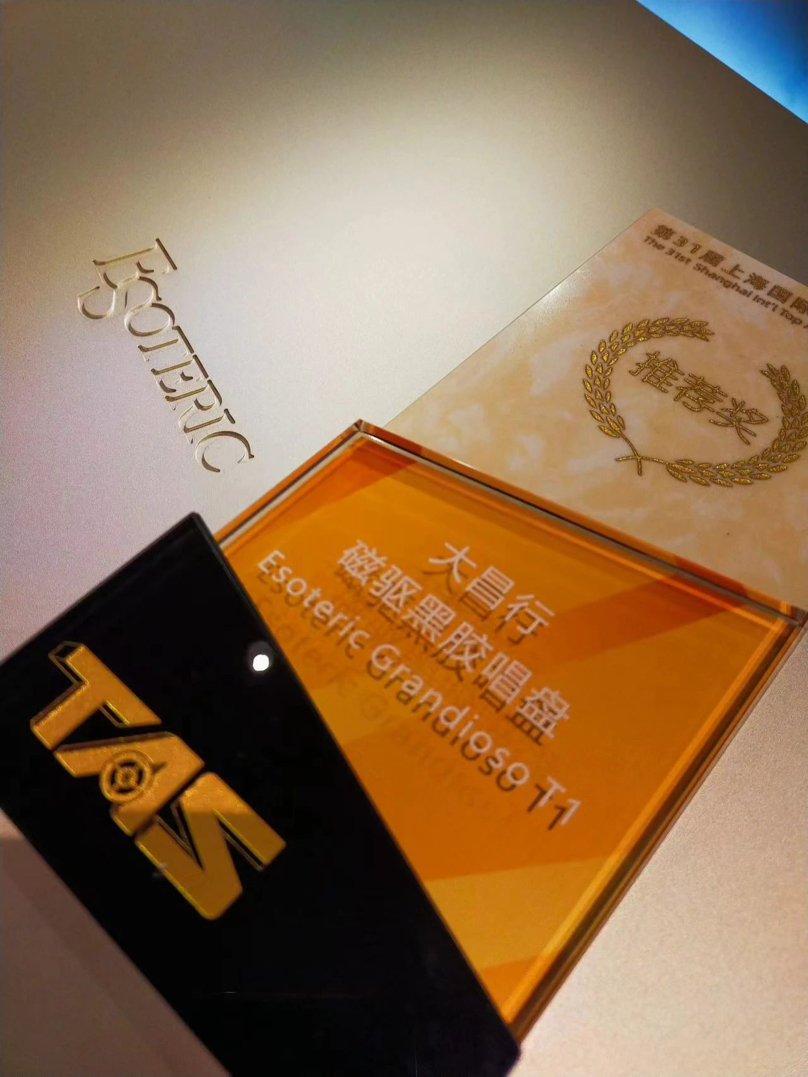 ESOTERIC
第31届上海国际
The 31st Shanghai Int'l Top
推荐奖
大昌行
磁驱黑胶唱盘
Esoteric Grandioso T1
TAS